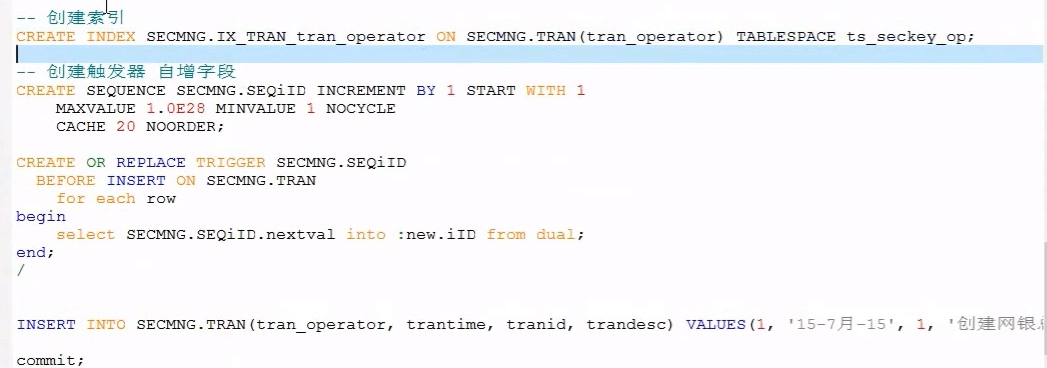 -- 创建索引
CREATE INDEX SECMNG.IX_TRAN_tran_operator ON SECMNG.TRAN(tran_operator) TABLESPACE ts_seckey_op;
-- 创建触发器 自增字段
CREATE SEQUENCE SECMNG.SEQiID INCREMENT BY 1 START WITH 1
MAXVALUE 1.0E28 MINVALUE 1 NOCYCLE
CACHE 20 NOORDER;
CREATE OR REPLACE TRIGGER SECMNG.SEQiID
BEFORE INSERT ON SECMNG.TRAN
for each row
begin
select SECMNG.SEQiID.nextval into :new.iID from dual;
end;
/
INSERT INTO SECMNG.TRAN(tran_operator, trantime, tranid, trandesc) VALUES(1, '15-7月-15', 1, '创建网银
commit;